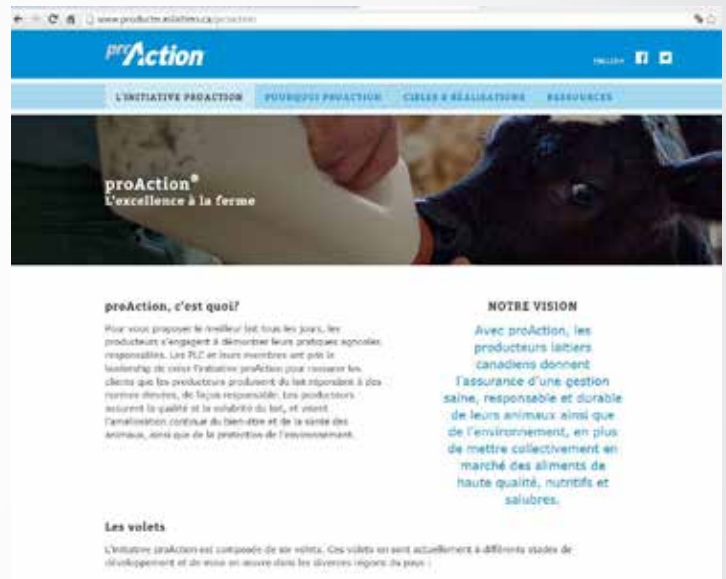 www.producteurslaitiers.ca/proaction
proAction
ENGLISH
L'INITIATIVE PROACTION POURQUOI PROACTION CIBLES & RÉALISATIONS RESSOURCES
proAction®
L'excellence à la ferme
proAction, c'est quoi?
Pour vous proposer le meilleur lait tous les jours, les
producteurs s'engagent à démontrer leurs pratiques agricoles
responsables. Les PLC et leurs membres ont pris le
leadership de créer l'initiative proAction pour rassurer les
clients que les producteurs produisent du lait répondant à des
normes élevées, de façon responsable. Les producteurs
assurent la qualité et la salubrité du lait, et visent
l'amélioration continue du bien-être et de la santé des
animaux, ainsi que de la protection de l'environnement.
NOTRE VISION
Avec proAction, les
producteurs laitiers
canadiens donnent
l'assurance d'une gestion
saine, responsable et durable
de leurs animaux ainsi que
de l'environnement, en plus
de mettre collectivement en
marché des aliments de
haute qualité, nutritifs et
salubres.
Les volets
L'initiative proAction est composée de six volets. Ces volets en sont actuellement à différents stades de
développement et de mise en œuvre dans les diverses régions du pays :